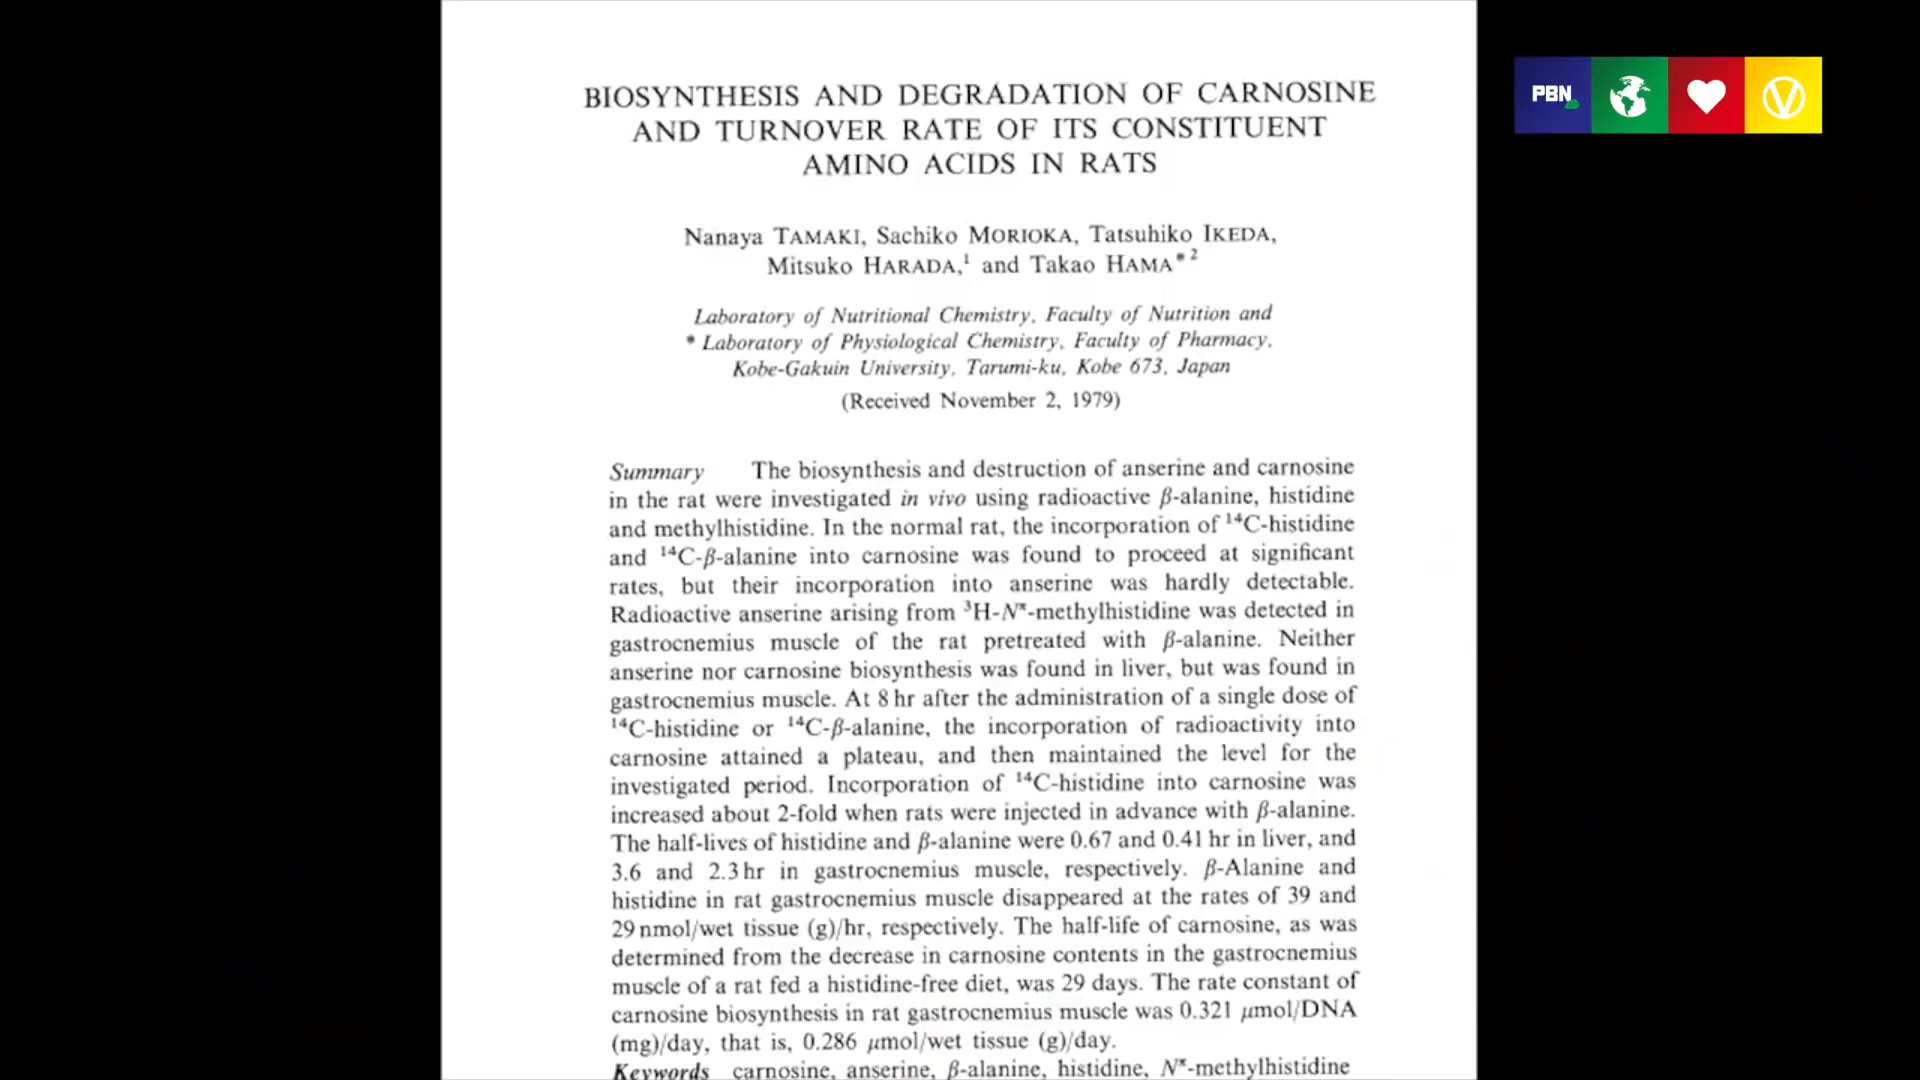 BIOSYNTHESIS AND DEGRADATION OF CARNOSINE
AND TURNOVER RATE OF ITS CONSTITUENT
AMINO ACIDS IN RATS
PBN
Nanaya TAMAKI, Sachiko MORIOKA, Tatsuhiko IKEDA,
Mitsuko HARADA,¹ and Takao HAMA*²
Laboratory of Nutritional Chemistry, Faculty of Nutrition and
* Laboratory of Physiological Chemistry, Faculty of Pharmacy,
Kobe-Gakuin University, Tarumi-ku, Kobe 673, Japan
(Received November 2, 1979)
Summary The biosynthesis and destruction of anserine and carnosine
in the rat were investigated in vivo using radioactive β-alanine, histidine
and methylhistidine. In the normal rat, the incorporation of ¹⁴C-histidine
and ¹⁴C-β-alanine into carnosine was found to proceed at significant
rates, but their incorporation into anserine was hardly detectable.
Radioactive anserine arising from ³H-Nπ-methylhistidine was detected in
gastrocnemius muscle of the rat pretreated with β-alanine. Neither
anserine nor carnosine biosynthesis was found in liver, but was found in
gastrocnemius muscle. At 8 hr after the administration of a single dose of
¹⁴C-histidine or ¹⁴C-β-alanine, the incorporation of radioactivity into
carnosine attained a plateau, and then maintained the level for the
investigated period. Incorporation of ¹⁴C-histidine into carnosine was
increased about 2-fold when rats were injected in advance with β-alanine.
The half-lives of histidine and β-alanine were 0.67 and 0.41 hr in liver, and
3.6 and 2.3 hr in gastrocnemius muscle, respectively. β-Alanine and
histidine in rat gastrocnemius muscle disappeared at the rates of 39 and
29 nmol/wet tissue (g)/hr, respectively. The half-life of carnosine, as was
determined from the decrease in carnosine contents in the gastrocnemius
muscle of a rat fed a histidine-free diet, was 29 days. The rate constant of
carnosine biosynthesis in rat gastrocnemius muscle was 0.321 μmol/DNA
(mg)/day, that is, 0.286 μmol/wet tissue (g)/day.
Keywords carnosine, anserine, β-alanine, histidine, Nπ-methylhistidine